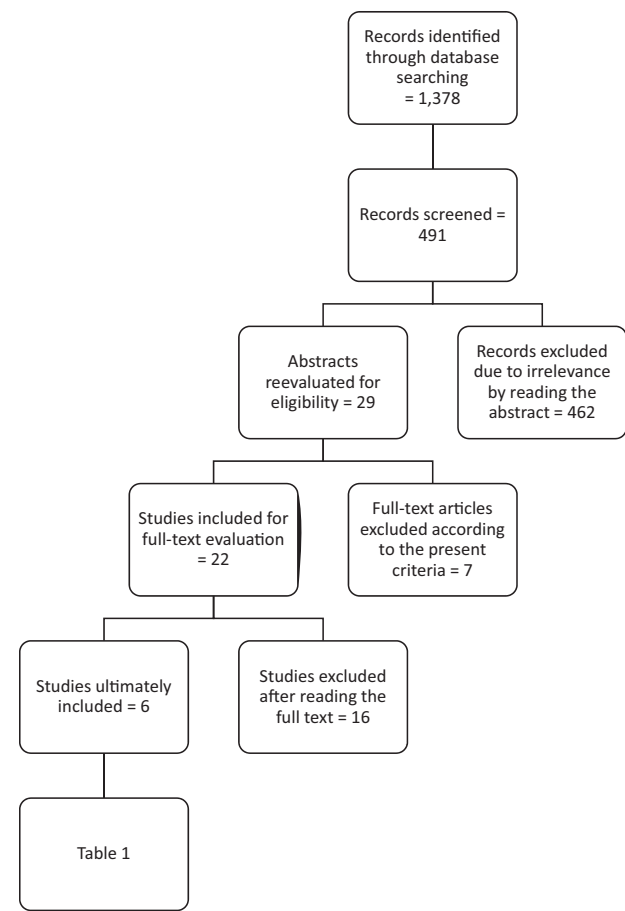 Records identified
through database
searching
= 1,378
Records screened =
491
Abstracts
reevaluated for
eligibility = 29
Records excluded
due to irrelevance
by reading the
abstract = 462
Studies included for
full-text evaluation
= 22
Full-text articles
excluded according
to the present
criteria = 7
Studies ultimately
included = 6
Studies excluded
after reading the
full text = 16
Table 1